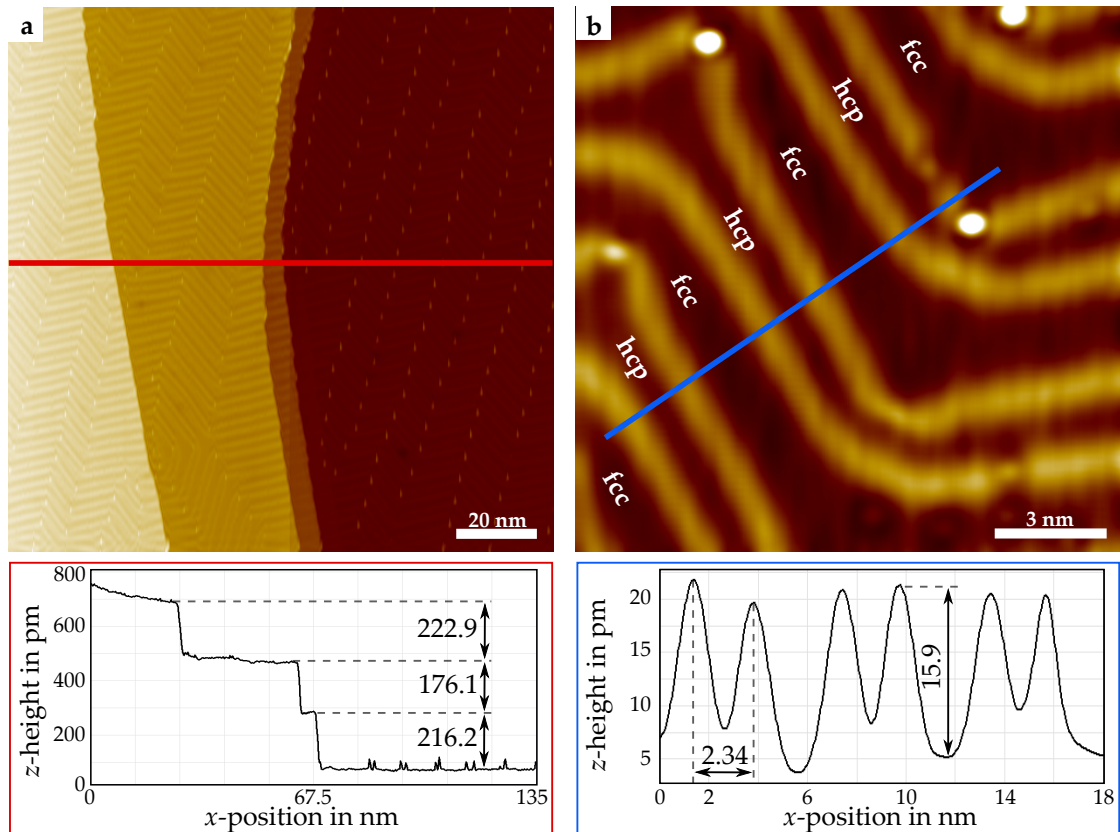 a
20 nm
b
fcc
hcp
fcc
hcp
fcc
hcp
fcc
3 nm
800
600
400
200
0
z-height in pm
222.9
176.1
216.2
0
67.5
135
x-position in nm
20
15
10
5
z-height in pm
15.9
2.34
0
2
6
10
14
18
x-position in nm